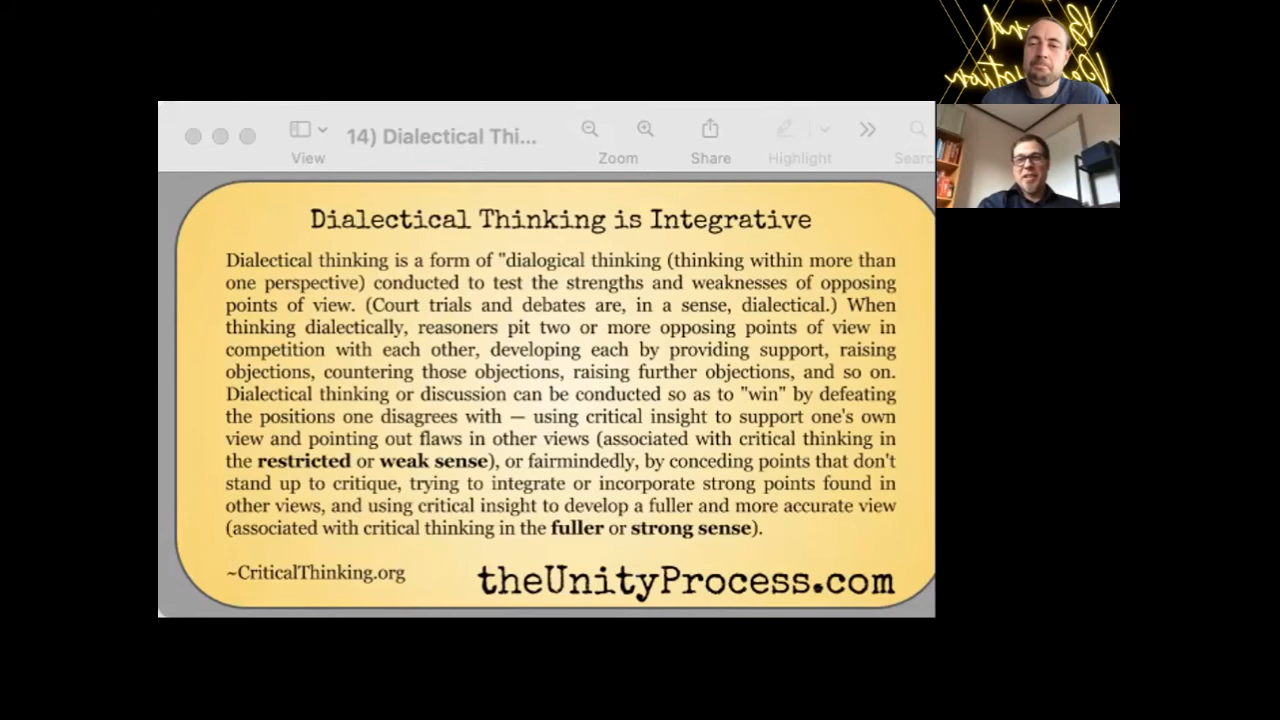 14) Dialectical Thi...
View
Zoom
Share
Highlight
Searc
Dialectical Thinking is Integrative
Dialectical thinking is a form of "dialogical thinking (thinking within more than
one perspective) conducted to test the strengths and weaknesses of opposing
points of view. (Court trials and debates are, in a sense, dialectical.) When
thinking dialectically, reasoners pit two or more opposing points of view in
competition with each other, developing each by providing support, raising
objections, countering those objections, raising further objections, and so on.
Dialectical thinking or discussion can be conducted so as to "win" by defeating
the positions one disagrees with — using critical insight to support one's own
view and pointing out flaws in other views (associated with critical thinking in
the restricted or weak sense), or fairmindedly, by conceding points that don't
stand up to critique, trying to integrate or incorporate strong points found in
other views, and using critical insight to develop a fuller and more accurate view
(associated with critical thinking in the fuller or strong sense).
~CriticalThinking.org
theUnityProcess.com